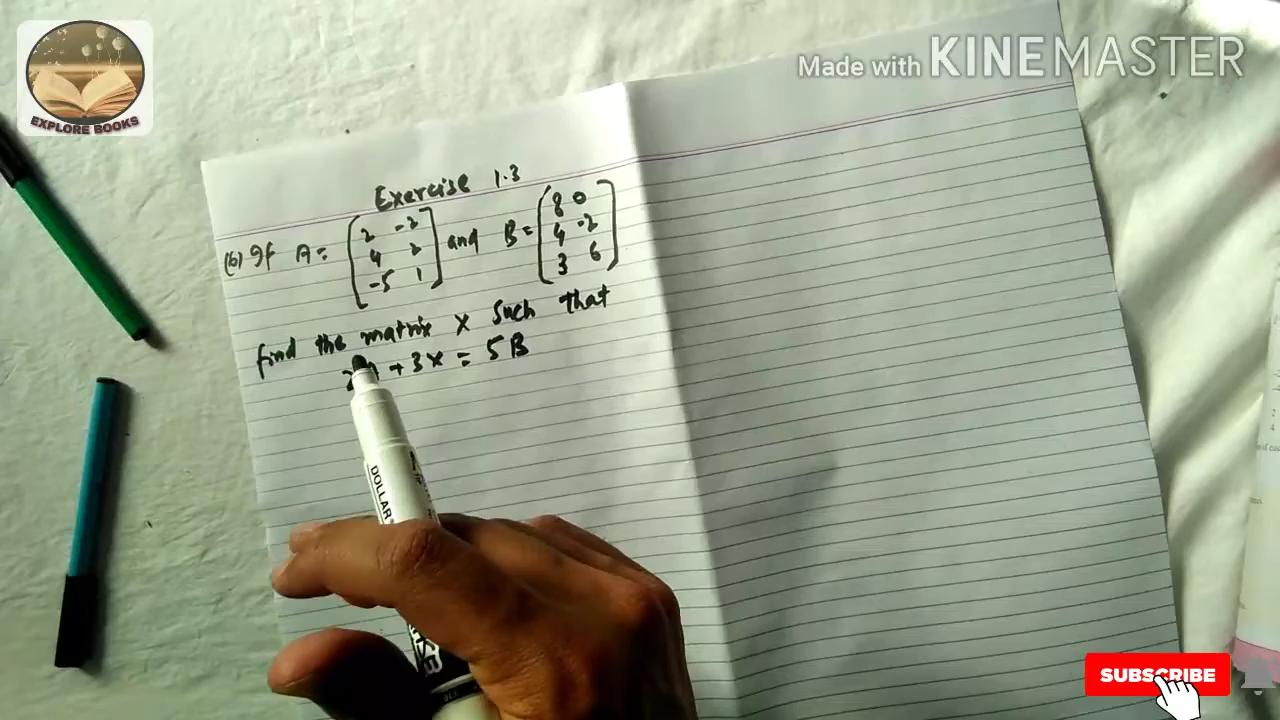 EXPLORE BOOKS
Made with KINEMASTER
Exercise 1.3
(6) If A = [2 -2
4 2
-5 1] and B = [8 0
4 -2
3 6]
find the matrix X such that
+ 3X = 5B
DOLLAR
SUBSCRIBE